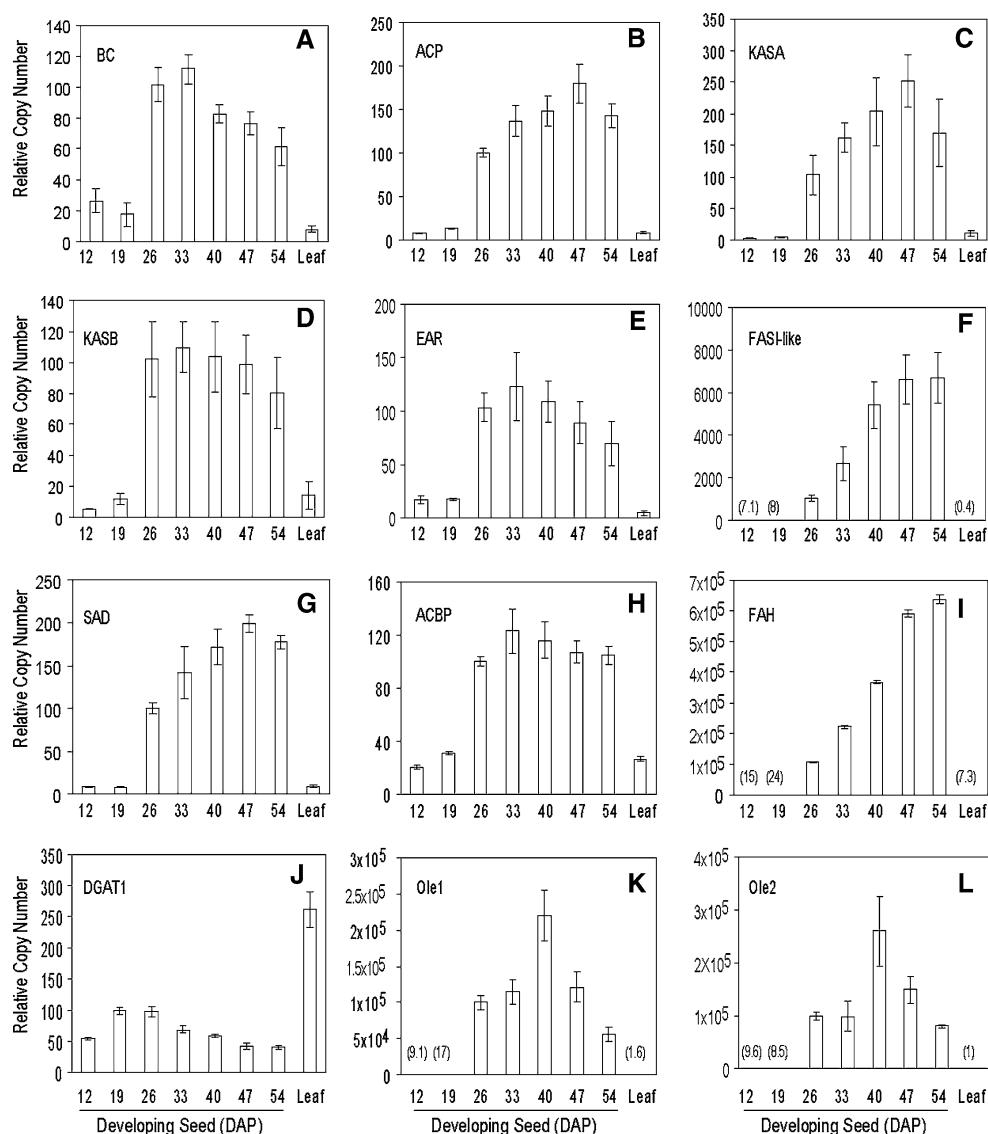 A
BC
Relative Copy Number
140
120
100
80
60
40
20
0
12 19 26 33 40 47 54 Leaf
B
ACP
250
200
150
100
50
0
12 19 26 33 40 47 54 Leaf
C
KASA
350
300
250
200
150
100
50
0
12 19 26 33 40 47 54 Leaf
D
KASB
Relative Copy Number
140
120
100
80
60
40
20
0
12 19 26 33 40 47 54 Leaf
E
EAR
200
150
100
50
0
12 19 26 33 40 47 54 Leaf
F
FASI-like
10000
8000
6000
4000
2000
0
(7.1) (8) (0.4)
12 19 26 33 40 47 54 Leaf
G
SAD
Relative Copy Number
250
200
150
100
50
0
12 19 26 33 40 47 54 Leaf
H
ACBP
160
120
80
40
0
12 19 26 33 40 47 54 Leaf
I
FAH
7x10⁵
6x10⁵
5x10⁵
4x10⁵
3x10⁵
2x10⁵
1x10⁵
0
(15) (24) (7.3)
12 19 26 33 40 47 54 Leaf
J
DGAT1
Relative Copy Number
350
300
250
200
150
100
50
0
12 19 26 33 40 47 54 Leaf
Developing Seed (DAP)
K
Ole1
3x10⁵
2x10⁵
2x10⁵
1.5x10⁵
1x10⁵
5x10⁴
0
(9.1) (17) (1.6)
12 19 26 33 40 47 54 Leaf
Developing Seed (DAP)
L
Ole2
4x10⁵
3x10⁵
2X10⁵
1x10⁵
0
(9.6) (8.5) (1)
12 19 26 33 40 47 54 Leaf
Developing Seed (DAP)